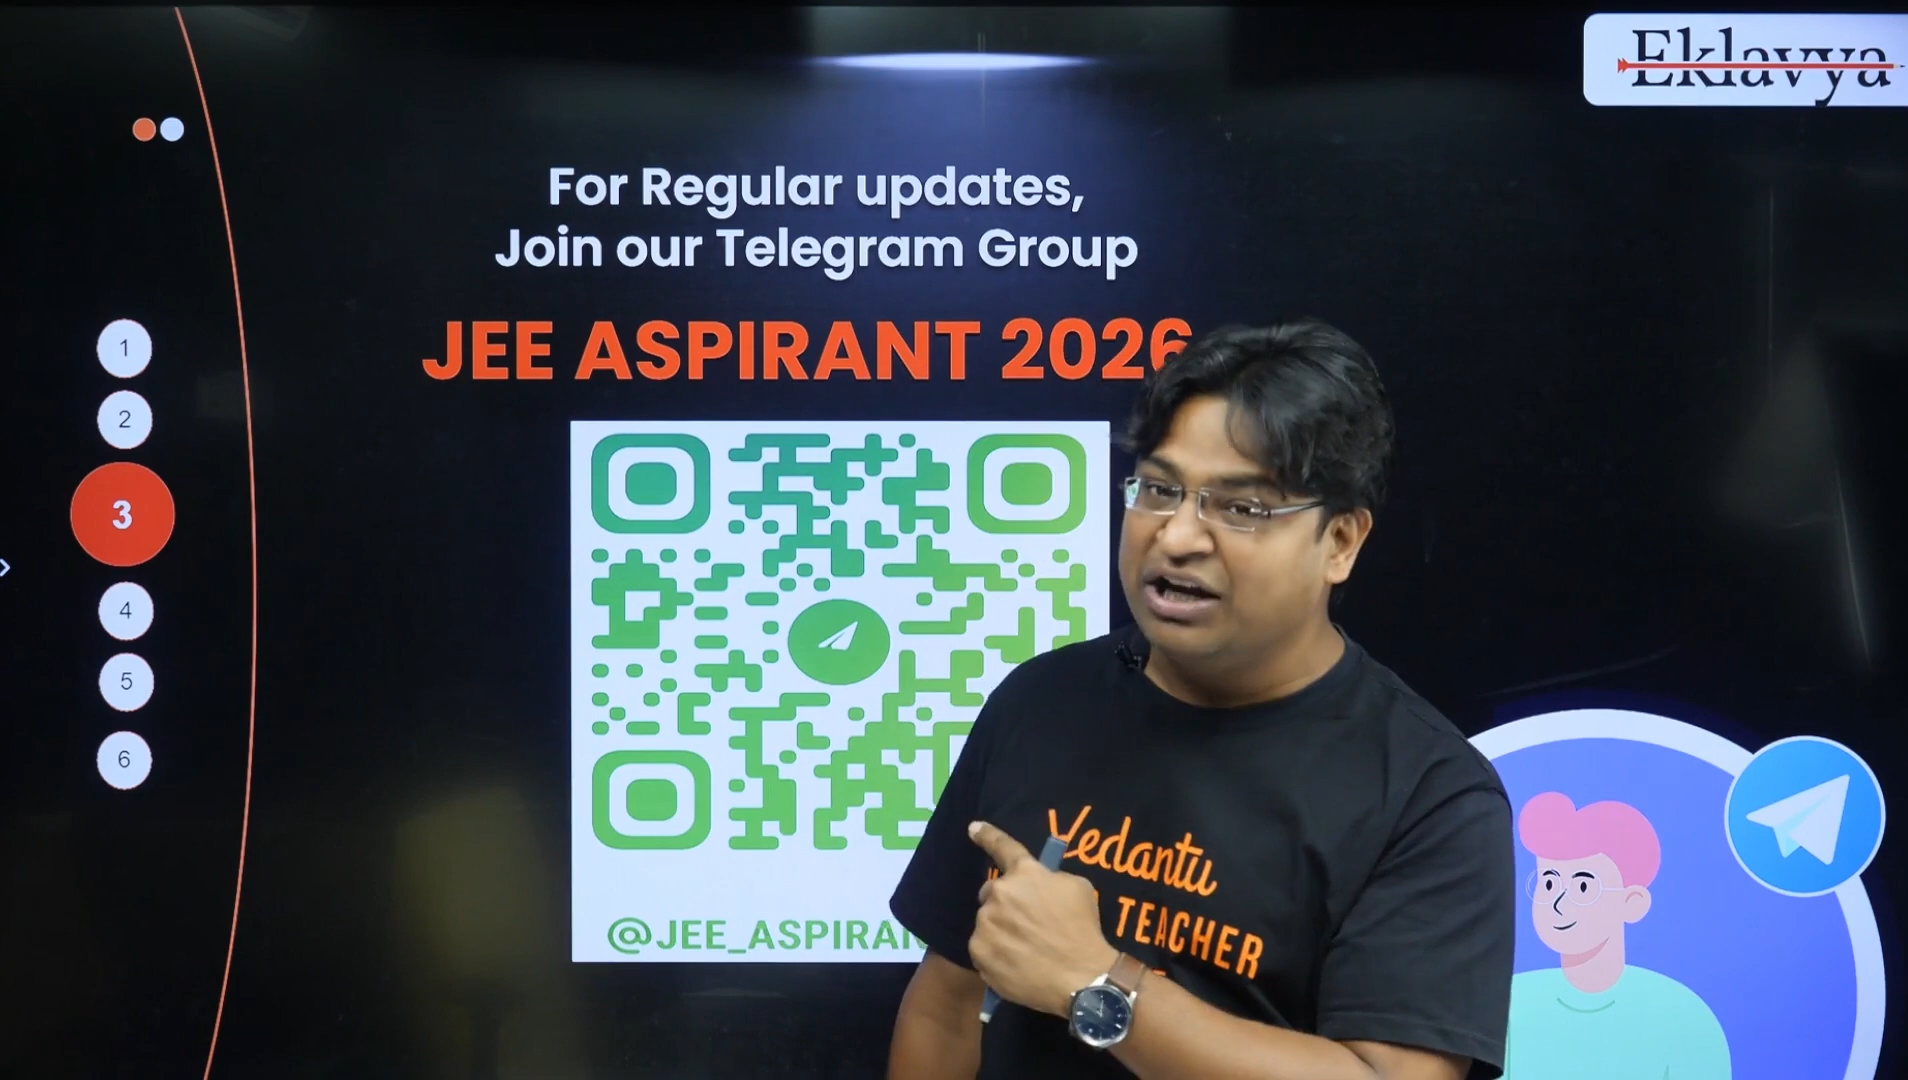 Eklavya
For Regular updates,
Join our Telegram Group
JEE ASPIRANT 2026
1
2
3
4
5
6
@JEE_ASPIRAN
Vedantu
TEACHER